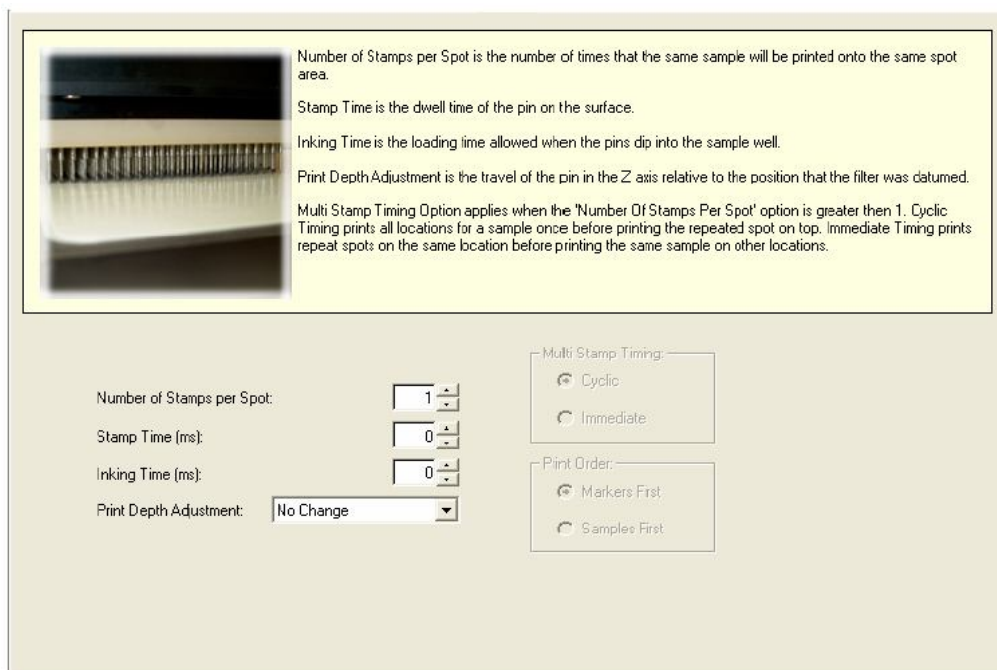 Number of Stamps per Spot is the number of times that the same sample will be printed onto the same spot
area.
Stamp Time is the dwell time of the pin on the surface.
Inking Time is the loading time allowed when the pins dip into the sample well.
Print Depth Adjustment is the travel of the pin in the Z axis relative to the position that the filter was datumed.
Multi Stamp Timing Option applies when the 'Number Of Stamps Per Spot' option is greater then 1. Cyclic
Timing prints all locations for a sample once before printing the repeated spot on top. Immediate Timing prints
repeat spots on the same location before printing the same sample on other locations.
Number of Stamps per Spot: 1
Stamp Time (ms): 0
Inking Time (ms): 0
Print Depth Adjustment: No Change
Multi Stamp Timing:
Cyclic
Immediate
Print Order:
Markers First
Samples First